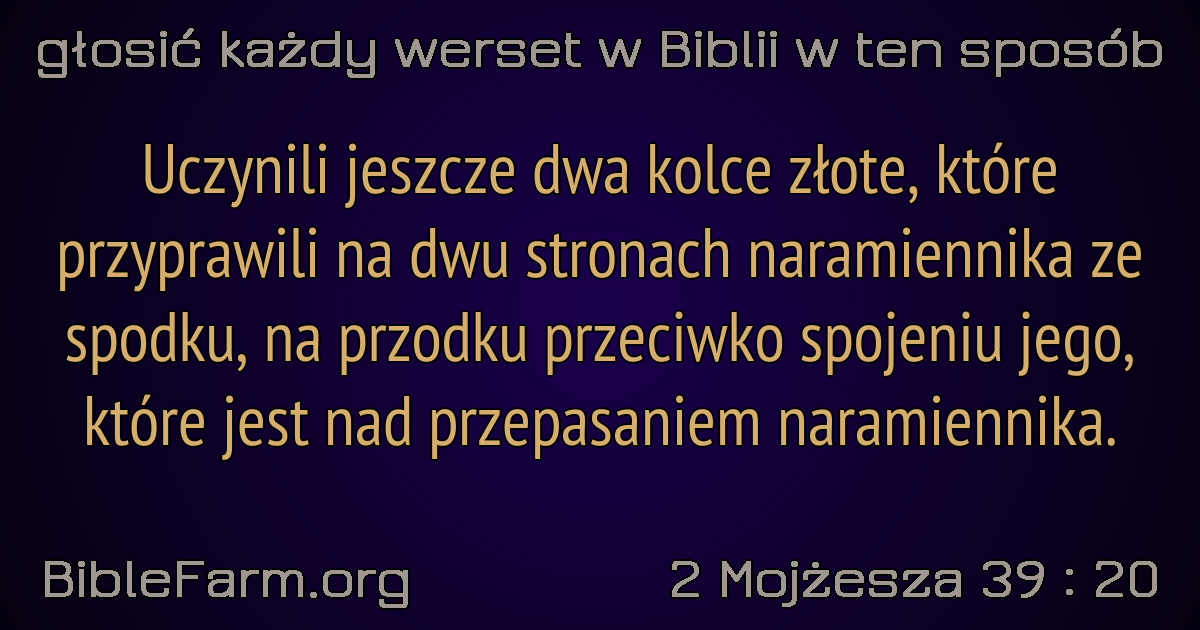 głosić każdy werset w Biblii w ten sposób
Uczynili jeszcze dwa kolce złote, które
przyprawili na dwu stronach naramiennika ze
spodku, na przodku przeciwko spojeniu jego,
które jest nad przepasaniem naramiennika.
BibleFarm.org
2 Mojżesza 39 : 20